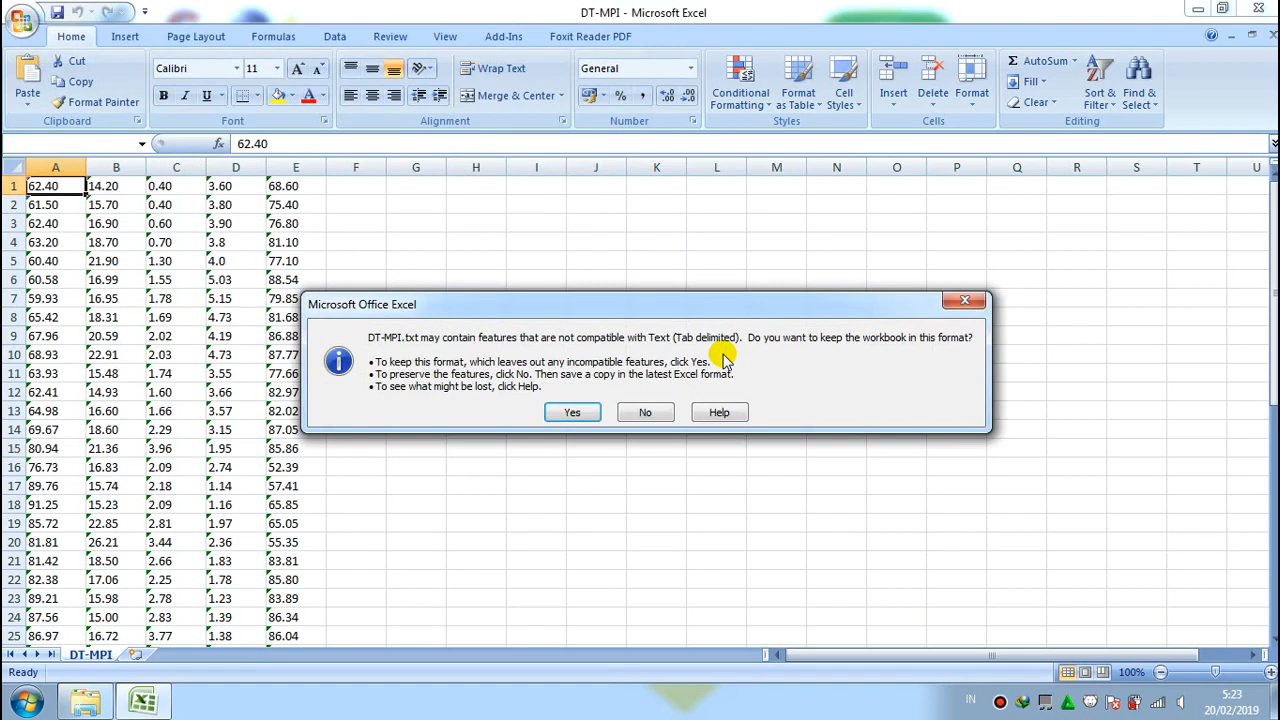 DT-MPI - Microsoft Excel
Home Insert Page Layout Formulas Data Review View Add-Ins Foxit Reader PDF
Paste
Cut
Copy
Format Painter
Clipboard
Calibri 11
B I U
Font
Wrap Text
Merge & Center
Alignment
General
% ,
Number
Conditional Formatting
Format as Table
Cell Styles
Styles
Insert Delete Format
Cells
AutoSum
Fill
Clear
Sort & Filter
Find & Select
Editing
fx 62.40
A B C D E F G H I J K L M N O P Q R S T U
1 62.40 14.20 0.40 3.60 68.60
2 61.50 15.70 0.40 3.80 75.40
3 62.40 16.90 0.60 3.90 76.80
4 63.20 18.70 0.70 3.8 81.10
5 60.40 21.90 1.30 4.0 77.10
6 60.58 16.99 1.55 5.03 88.54
7 59.93 16.95 1.78 5.15 79.85
8 65.42 18.31 1.69 4.73 81.68
9 67.96 20.59 2.02 4.19 86.88
10 68.93 22.91 2.03 4.73 87.77
11 63.93 15.48 1.74 3.55 77.66
12 62.41 14.93 1.60 3.66 82.97
13 64.98 16.60 1.66 3.57 82.02
14 69.67 18.60 2.29 3.15 87.05
15 80.94 21.36 3.96 1.95 85.86
16 76.73 16.83 2.09 2.74 52.39
17 89.76 15.74 2.18 1.14 57.41
18 91.25 15.23 2.09 1.16 65.85
19 85.72 22.85 2.81 1.97 65.05
20 81.81 26.21 3.44 2.36 55.35
21 81.42 18.50 2.66 1.83 83.81
22 82.38 17.06 2.25 1.78 85.80
23 89.21 15.98 2.78 1.23 83.89
24 87.56 15.00 2.83 1.39 86.34
25 86.97 16.72 3.77 1.38 86.04
Microsoft Office Excel
DT-MPI.txt may contain features that are not compatible with Text (Tab delimited). Do you want to keep the workbook in this format?
• To keep this format, which leaves out any incompatible features, click Yes.
• To preserve the features, click No. Then save a copy in the latest Excel format.
• To see what might be lost, click Help.
Yes No Help
DT-MPI
Ready 100%
IN 5:23
20/02/2019